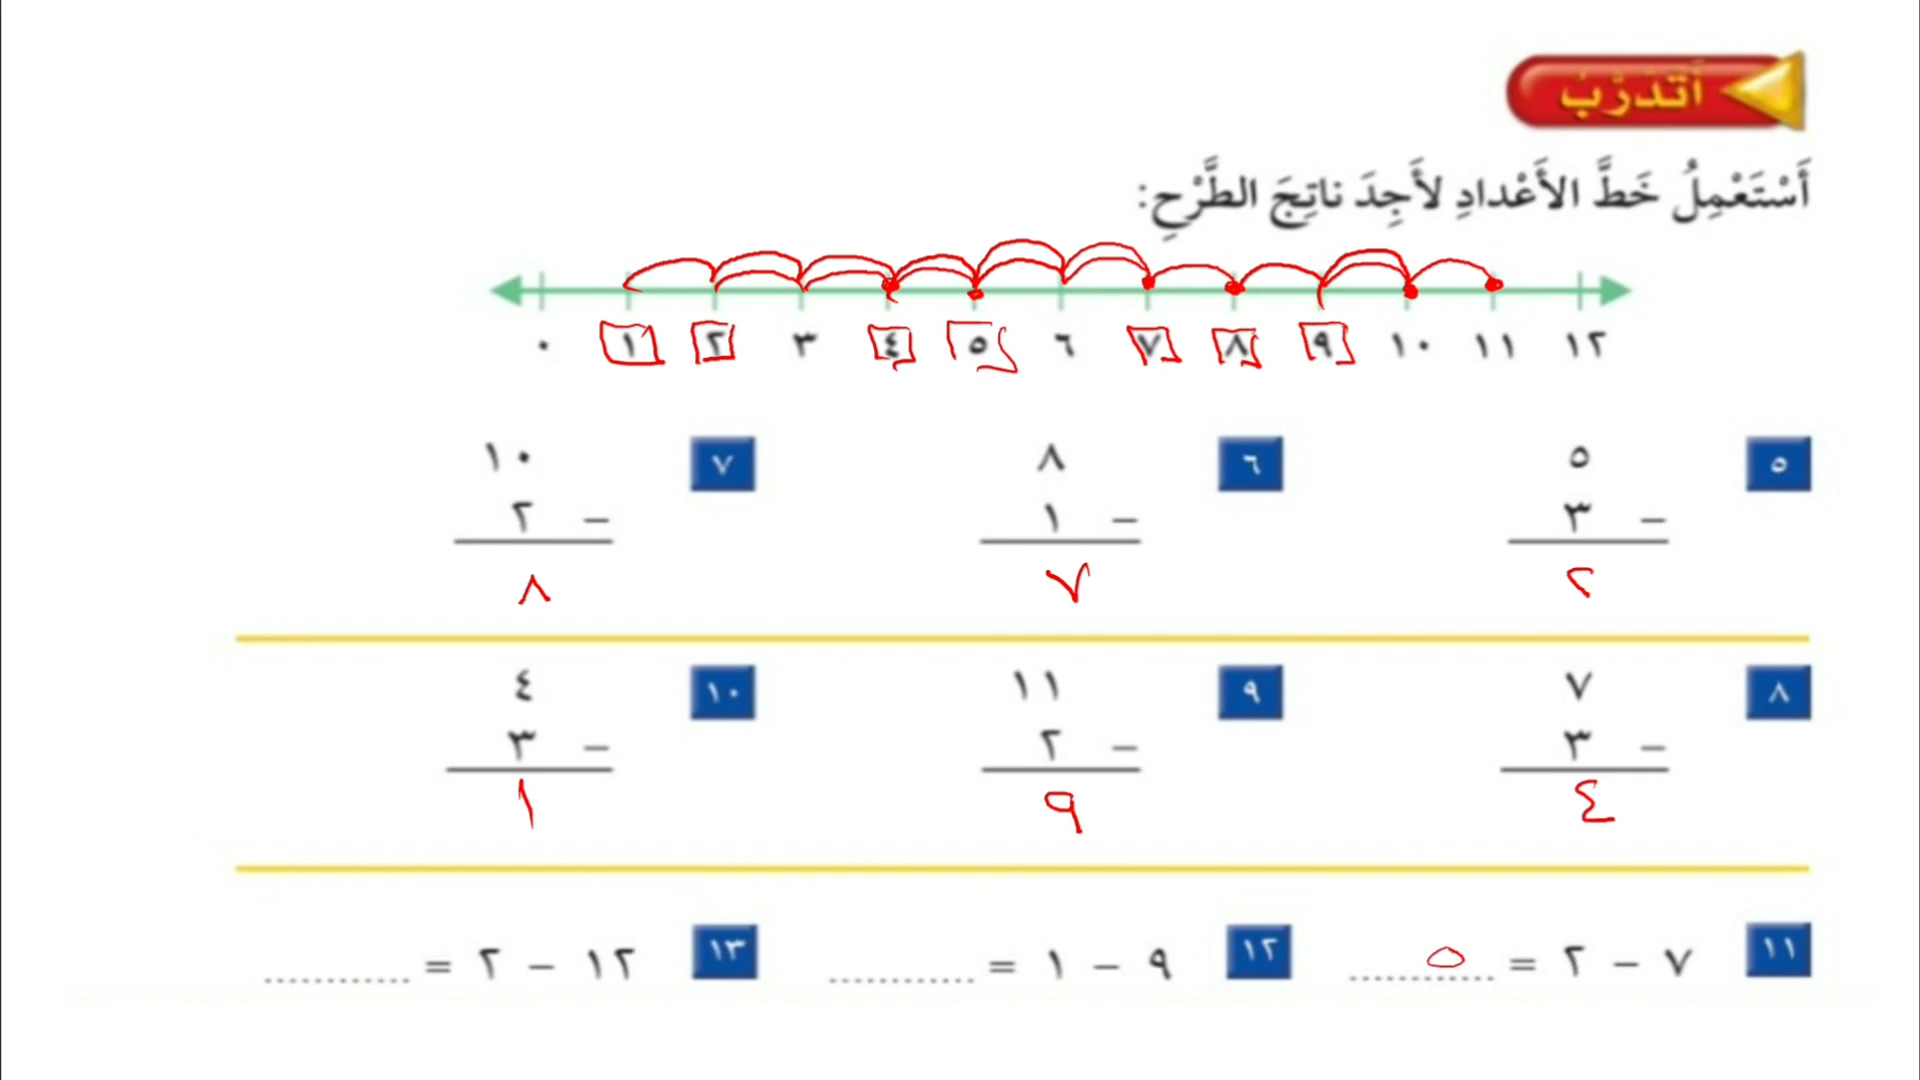 أَتَدَرَّبُ
أَسْتَعْمِلُ خَطَّ الأَعْدادِ لأَجِدَ ناتِجَ الطَّرْحِ:
٠ ١ ٢ ٣ ٤ ٥ ٦ ٧ ٨ ٩ ١٠ ١١ ١٢
٥ ٥ ٦ ٨ ٧ ١٠
− ٣ − ١ − ٢
٢ ٧ ٨
٨ ٧ ٩ ١١ ١٠ ٤
− ٣ − ٢ − ٣
٤ ٩ ١
١١ ٧ − ٢ = ٥ ١٢ ٩ − ١ = ............ ١٣ ١٢ − ٢ = ............